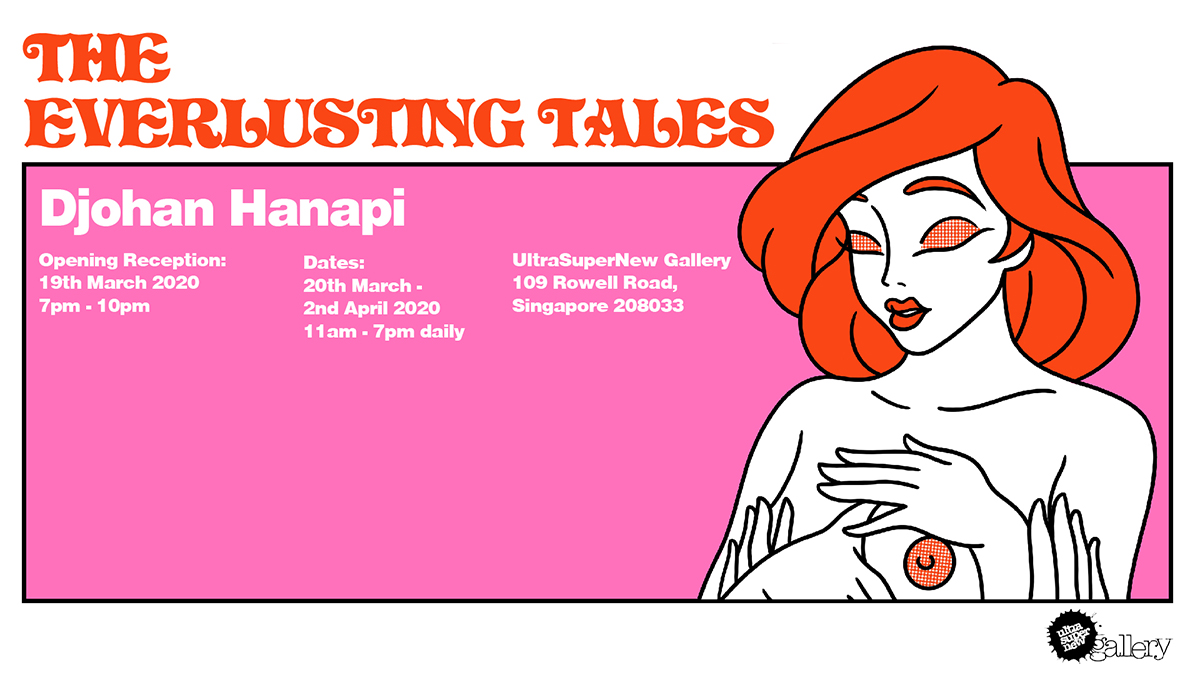 THE
EVERLUSTING TALES
Djohan Hanapi
Opening Reception:
19th March 2020
7pm - 10pm
Dates:
20th March -
2nd April 2020
11am - 7pm daily
UltraSuperNew Gallery
109 Rowell Road,
Singapore 208033
ultra
super
new
gallery